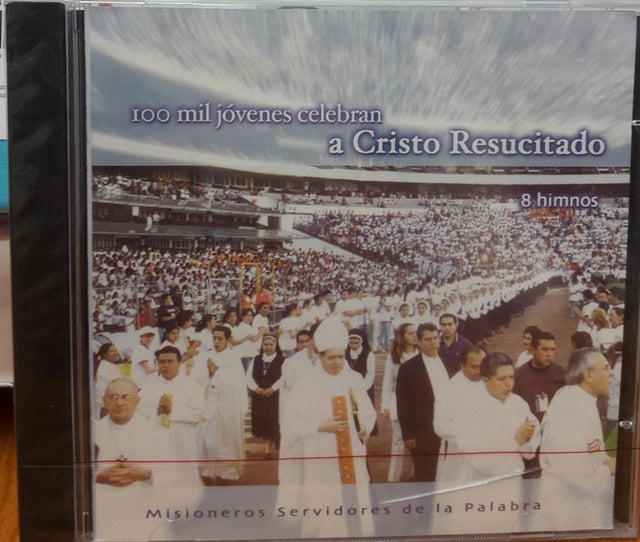 100 mil jóvenes celebran
a Cristo Resucitado
8 himnos
Misioneros Servidores de la Palabra